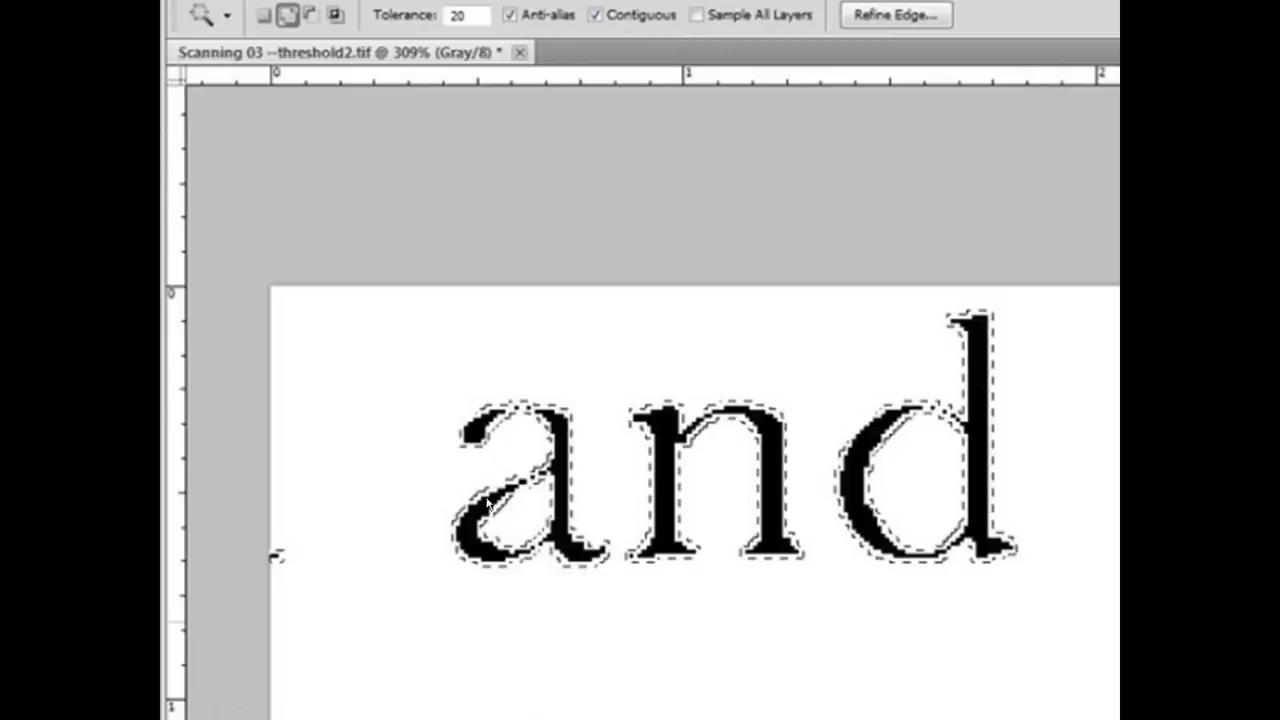 Tolerance: 20 Anti-alias Contiguous Sample All Layers Refine Edge...
Scanning 03 --threshold2.tif @ 309% (Gray/8) *
0 1 2
0
and
1